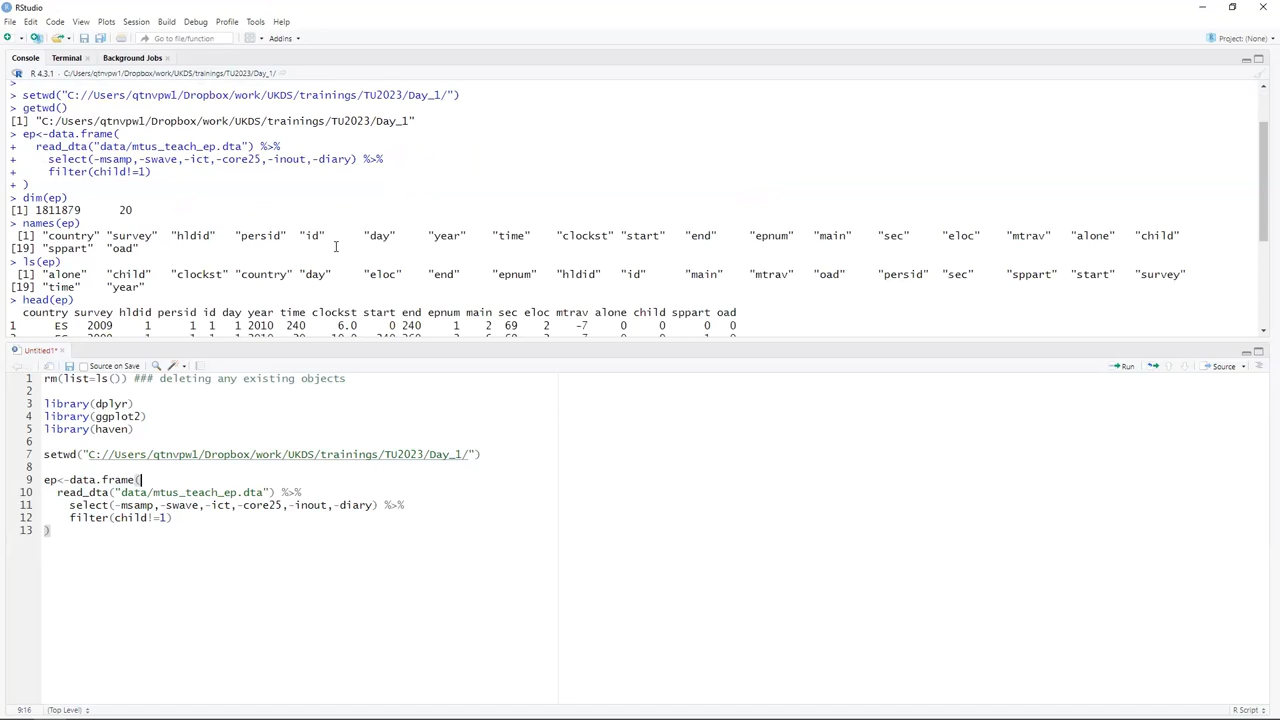 RStudio
File Edit Code View Plots Session Build Debug Profile Tools Help
Go to file/function Addins Project: (None)
Console Terminal Background Jobs
R 4.3.1 · C:/Users/qtnvpw1/Dropbox/work/UKDS/trainings/TU2023/Day_1/
>
> setwd("C://Users/qtnvpw1/Dropbox/work/UKDS/trainings/TU2023/Day_1/")
> getwd()
[1] "C:/Users/qtnvpw1/Dropbox/work/UKDS/trainings/TU2023/Day_1"
> ep<-data.frame(
+ read_dta("data/mtus_teach_ep.dta") %>%
+ select(-msamp,-swave,-ict,-core25,-inout,-diary) %>%
+ filter(child!=1)
+ )
> dim(ep)
[1] 1811879 20
> names(ep)
[1] "country" "survey" "hldid" "persid" "id" "day" "year" "time" "clockst" "start" "end" "epnum" "main" "sec" "eloc" "mtrav" "alone" "child"
[19] "sppart" "oad"
> ls(ep)
[1] "alone" "child" "clockst" "country" "day" "eloc" "end" "epnum" "hldid" "id" "main" "mtrav" "oad" "persid" "sec" "sppart" "start" "survey"
[19] "time" "year"
> head(ep)
country survey hldid persid id day year time clockst start end epnum main sec eloc mtrav alone child sppart oad
1 ES 2009 1 1 1 1 2010 240 6.0 0 240 1 2 69 2 -7 0 0 0 0
Untitled1*
Source on Save Run Source
1 rm(list=ls()) ### deleting any existing objects
2
3 library(dplyr)
4 library(ggplot2)
5 library(haven)
6
7 setwd("C://Users/qtnvpw1/Dropbox/work/UKDS/trainings/TU2023/Day_1/")
8
9 ep<-data.frame(
10 read_dta("data/mtus_teach_ep.dta") %>%
11 select(-msamp,-swave,-ict,-core25,-inout,-diary) %>%
12 filter(child!=1)
13 )
9:16 (Top Level) R Script